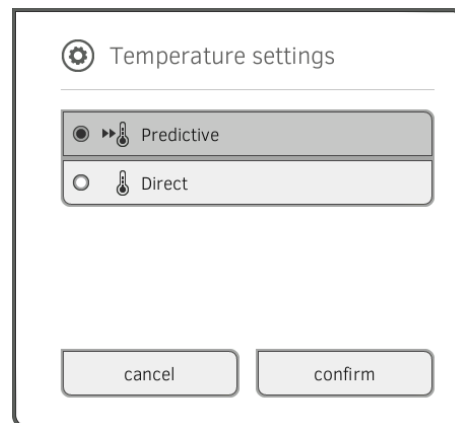 Temperature settings
Predictive
Direct
cancel
confirm